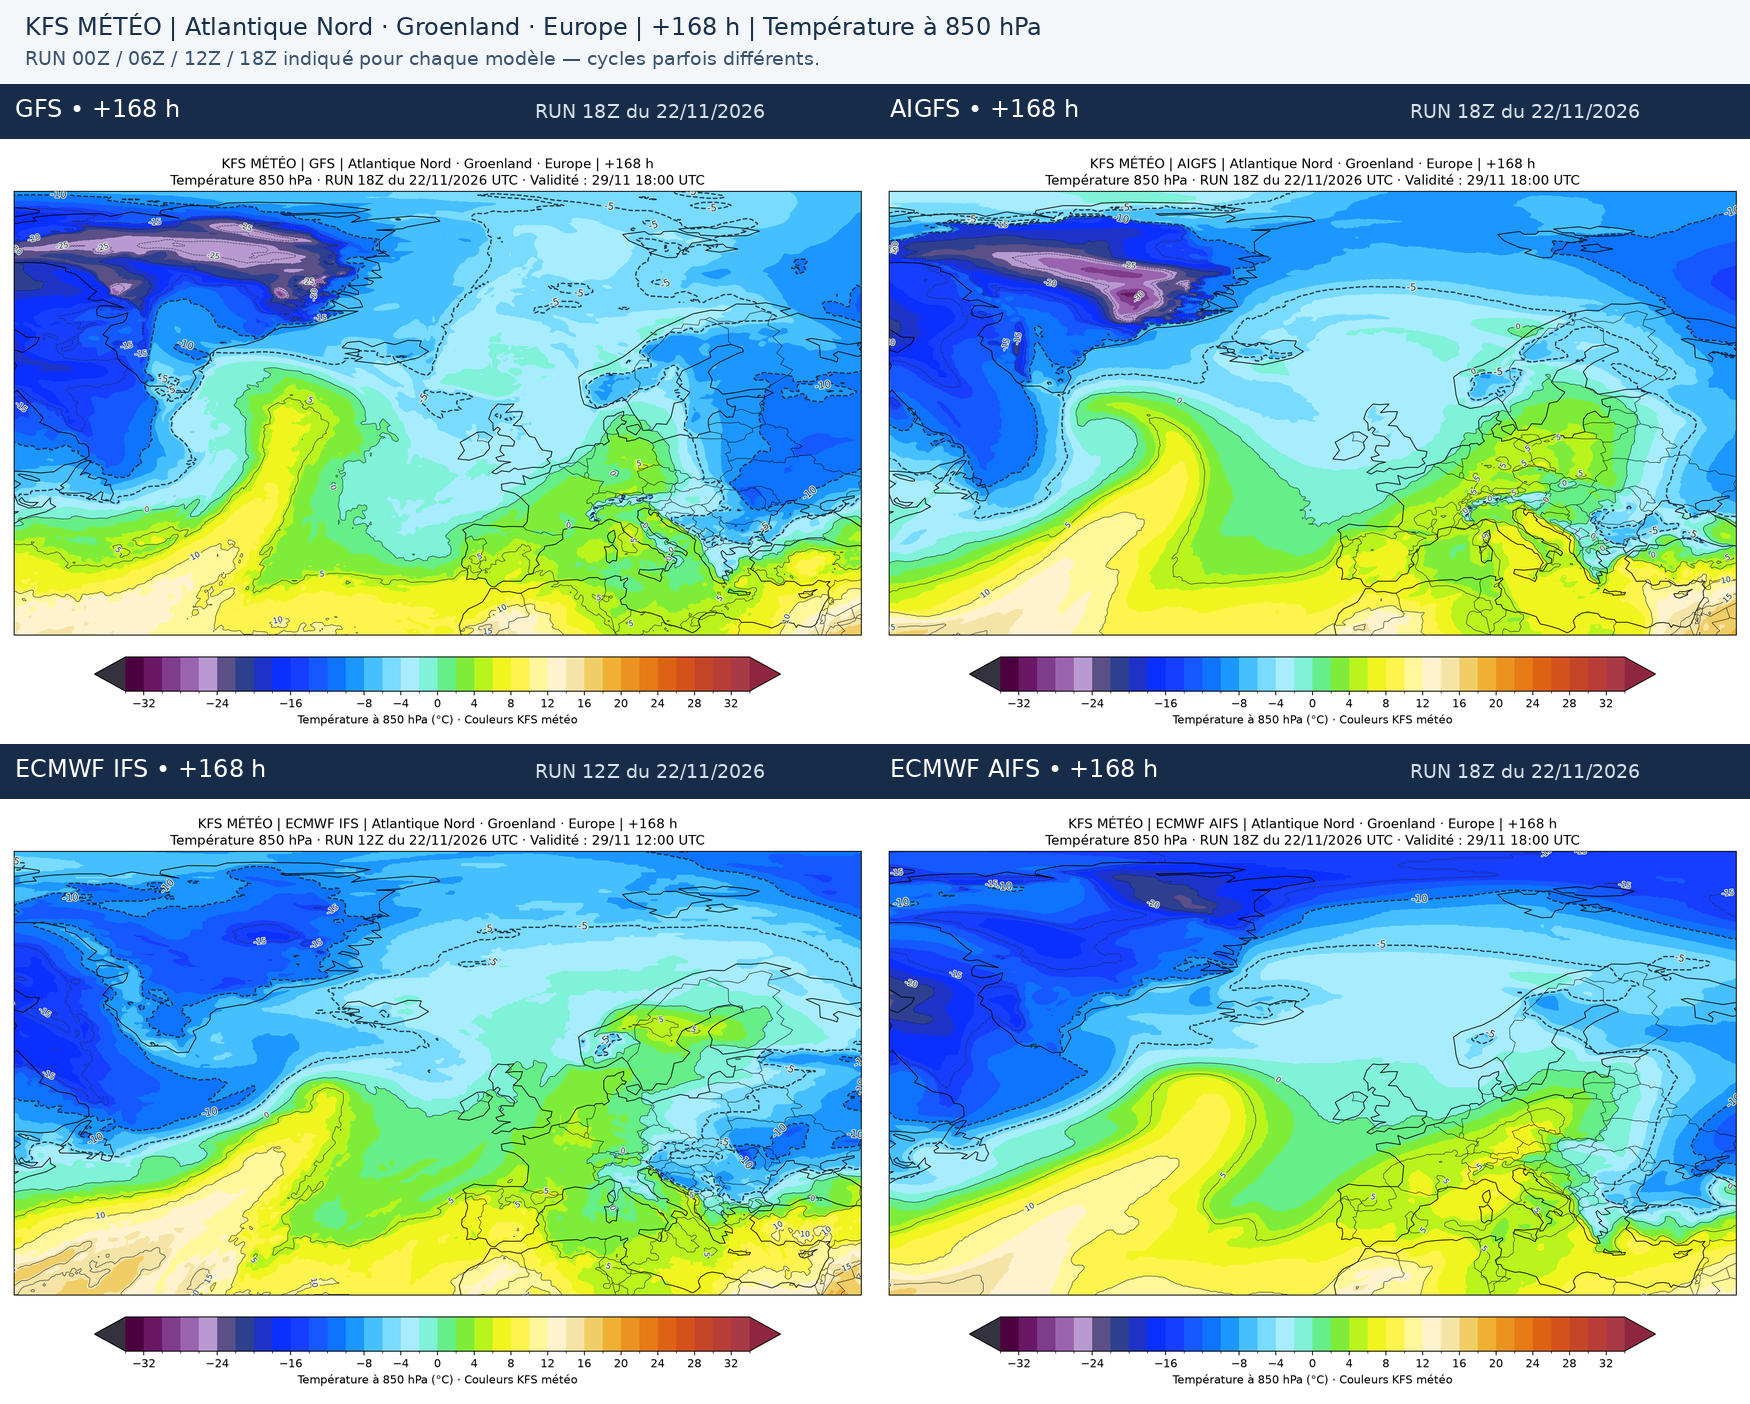 KFS MÉTÉO | Atlantique Nord · Groenland · Europe | +168 h | Température à 850 hPa
RUN 00Z / 06Z / 12Z / 18Z indiqué pour chaque modèle — cycles parfois différents.
GFS • +168 h
RUN 18Z du 22/11/2026
AIGFS • +168 h
RUN 18Z du 22/11/2026
KFS MÉTÉO | GFS | Atlantique Nord · Groenland · Europe | +168 h
Température 850 hPa · RUN 18Z du 22/11/2026 UTC · Validité : 29/11 18:00 UTC
KFS MÉTÉO | AIGFS | Atlantique Nord · Groenland · Europe | +168 h
Température 850 hPa · RUN 18Z du 22/11/2026 UTC · Validité : 29/11 18:00 UTC
−32 −24 −16 −8 −4 0 4 8 12 16 20 24 28 32
Température à 850 hPa (°C) · Couleurs KFS météo
−32 −24 −16 −8 −4 0 4 8 12 16 20 24 28 32
Température à 850 hPa (°C) · Couleurs KFS météo
ECMWF IFS • +168 h
RUN 12Z du 22/11/2026
ECMWF AIFS • +168 h
RUN 18Z du 22/11/2026
KFS MÉTÉO | ECMWF IFS | Atlantique Nord · Groenland · Europe | +168 h
Température 850 hPa · RUN 12Z du 22/11/2026 UTC · Validité : 29/11 12:00 UTC
KFS MÉTÉO | ECMWF AIFS | Atlantique Nord · Groenland · Europe | +168 h
Température 850 hPa · RUN 18Z du 22/11/2026 UTC · Validité : 29/11 18:00 UTC
−32 −24 −16 −8 −4 0 4 8 12 16 20 24 28 32
Température à 850 hPa (°C) · Couleurs KFS météo
−32 −24 −16 −8 −4 0 4 8 12 16 20 24 28 32
Température à 850 hPa (°C) · Couleurs KFS météo